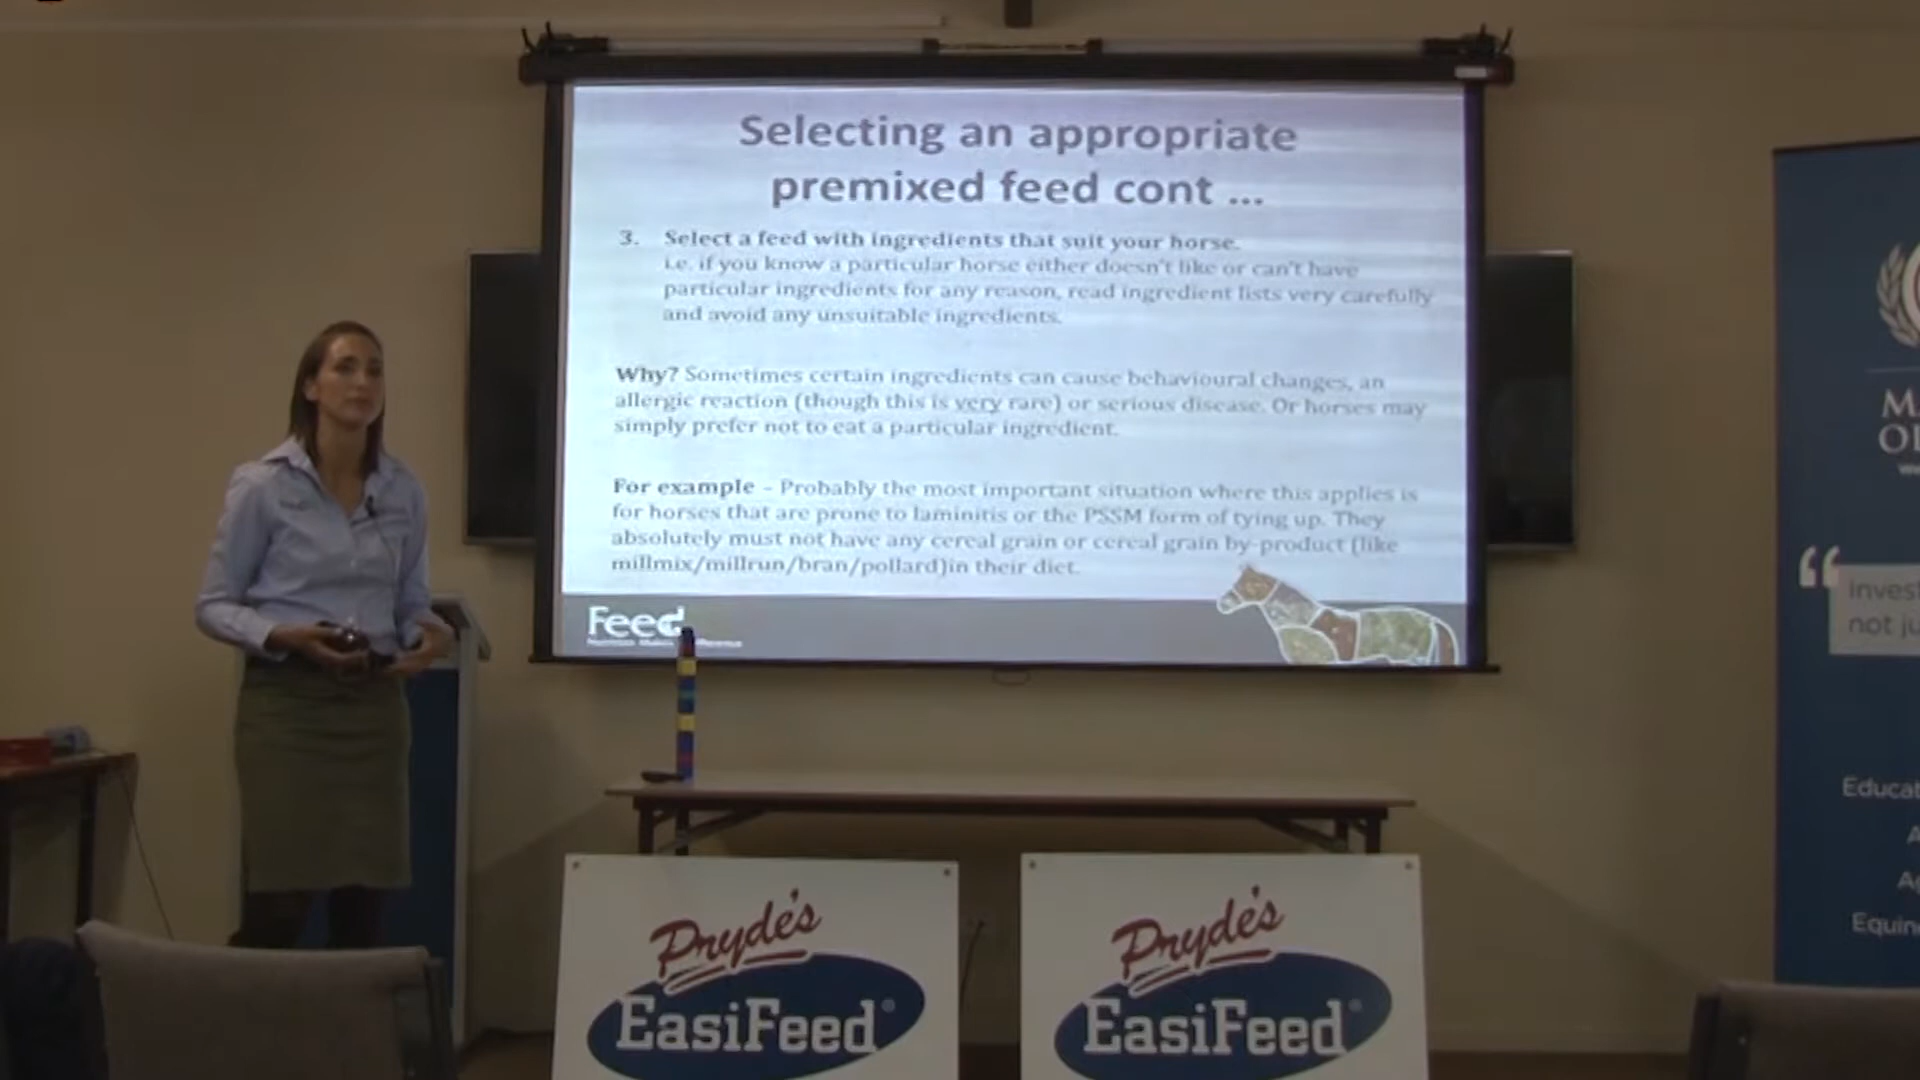 Selecting an appropriate
premixed feed cont ...
3. Select a feed with ingredients that suit your horse.
i.e. if you know a particular horse either doesn't like or can't have
particular ingredients for any reason, read ingredient lists very carefully
and avoid any unsuitable ingredients.
Why? Sometimes certain ingredients can cause behavioural changes, an
allergic reaction (though this is very rare) or serious disease. Or horses may
simply prefer not to eat a particular ingredient.
For example – Probably the most important situation where this applies is
for horses that are prone to laminitis or the PSSM form of tying up. They
absolutely must not have any cereal grain or cereal grain by-product (like
millmix/millrun/bran/pollard)in their diet.
Feed
Pryde's
EasiFeed®
Pryde's
EasiFeed®
“
not